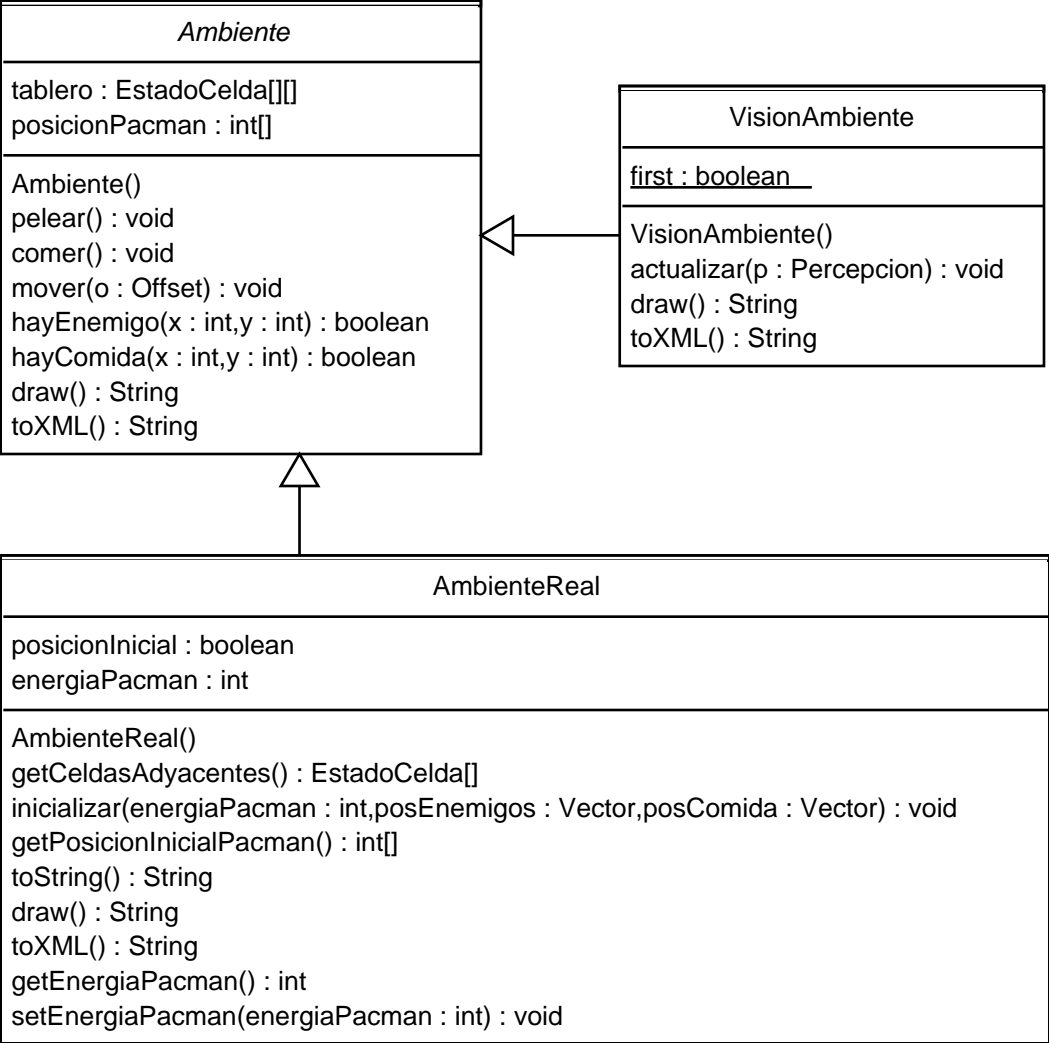 Ambiente
tablero : EstadoCelda[][]
posicionPacman : int[]
Ambiente()
pelear() : void
comer() : void
mover(o : Offset) : void
hayEnemigo(x : int,y : int) : boolean
hayComida(x : int,y : int) : boolean
draw() : String
toXML() : String
VisionAmbiente
first : boolean
VisionAmbiente()
actualizar(p : Percepcion) : void
draw() : String
toXML() : String
AmbienteReal
posicionInicial : boolean
energiaPacman : int
AmbienteReal()
getCeldasAdyacentes() : EstadoCelda[]
inicializar(energiaPacman : int,posEnemigos : Vector,posComida : Vector) : void
getPosicionInicialPacman() : int[]
toString() : String
draw() : String
toXML() : String
getEnergiaPacman() : int
setEnergiaPacman(energiaPacman : int) : void